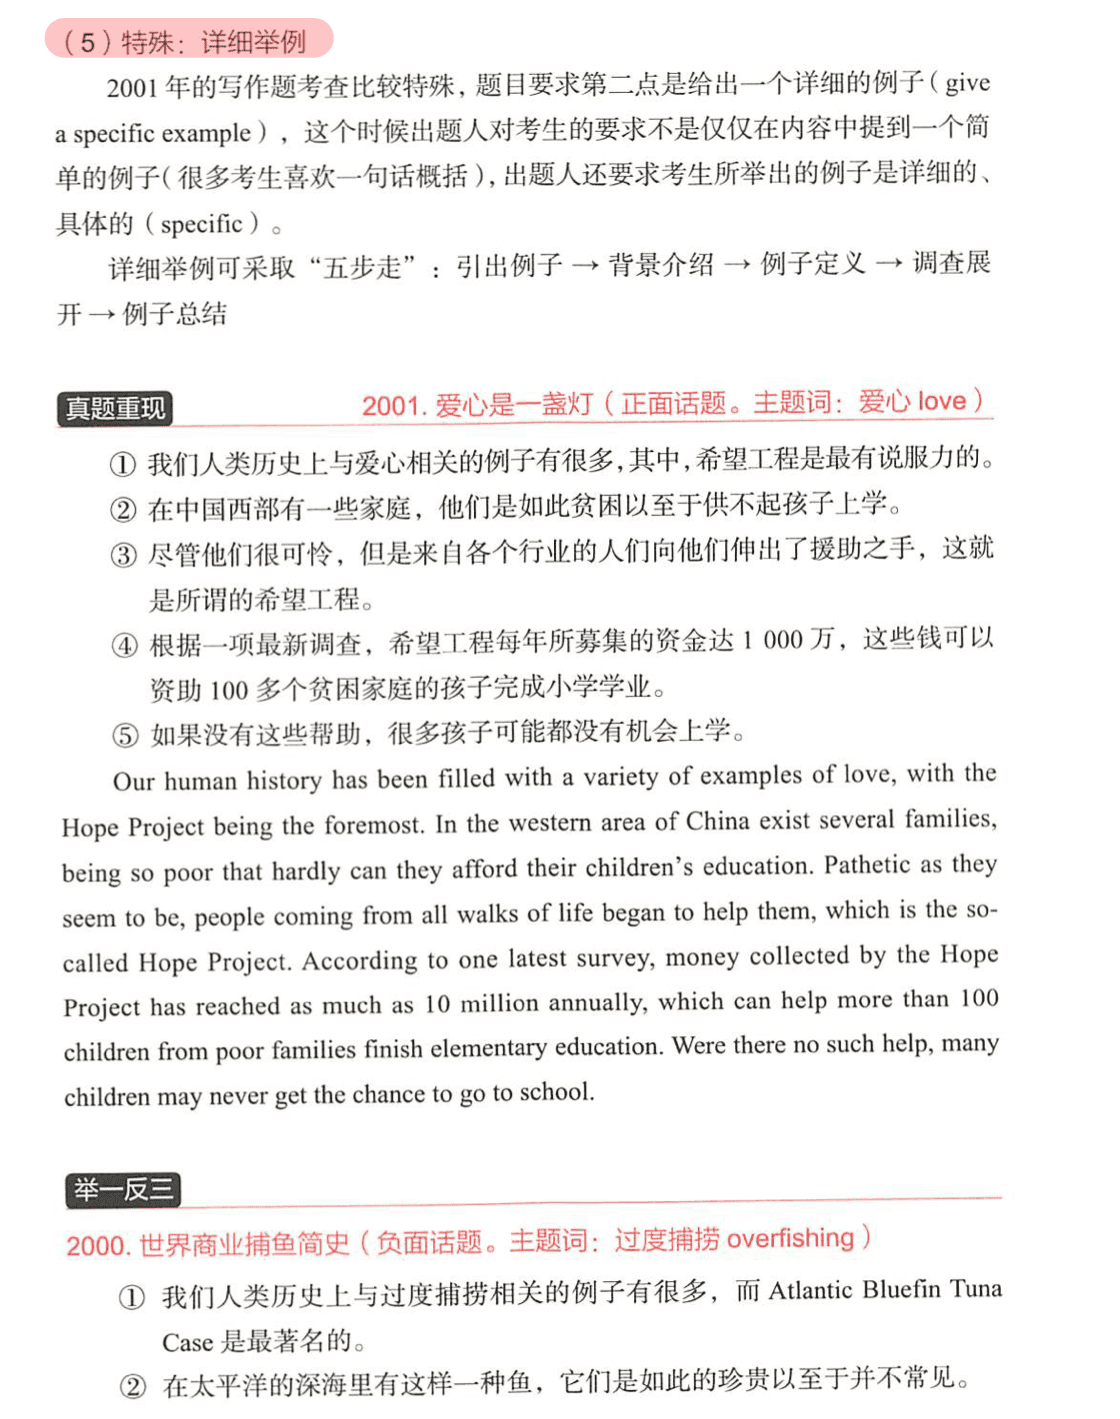 （5）特殊：详细举例
2001 年的写作题考查比较特殊，题目要求第二点是给出一个详细的例子（give
a specific example），这个时候出题人对考生的要求不是仅仅在内容中提到一个简
单的例子（很多考生喜欢一句话概括），出题人还要求考生所举出的例子是详细的、
具体的（specific）。
详细举例可采取“五步走”：引出例子 → 背景介绍 → 例子定义 → 调查展
开 → 例子总结
真题重现
2001. 爱心是一盏灯（正面话题。主题词：爱心 love）
① 我们人类历史上与爱心相关的例子有很多，其中，希望工程是最有说服力的。
② 在中国西部有一些家庭，他们是如此贫困以至于供不起孩子上学。
③ 尽管他们很可怜，但是来自各个行业的人们向他们伸出了援助之手，这就
是所谓的希望工程。
④ 根据一项最新调查，希望工程每年所募集的资金达 1 000 万，这些钱可以
资助 100 多个贫困家庭的孩子完成小学学业。
⑤ 如果没有这些帮助，很多孩子可能都没有机会上学。
Our human history has been filled with a variety of examples of love, with the
Hope Project being the foremost. In the western area of China exist several families,
being so poor that hardly can they afford their children's education. Pathetic as they
seem to be, people coming from all walks of life began to help them, which is the so-
called Hope Project. According to one latest survey, money collected by the Hope
Project has reached as much as 10 million annually, which can help more than 100
children from poor families finish elementary education. Were there no such help, many
children may never get the chance to go to school.
举一反三
2000. 世界商业捕鱼简史（负面话题。主题词：过度捕捞 overfishing）
① 我们人类历史上与过度捕捞相关的例子有很多，而 Atlantic Bluefin Tuna
Case 是最著名的。
② 在太平洋的深海里有这样一种鱼，它们是如此的珍贵以至于并不常见。